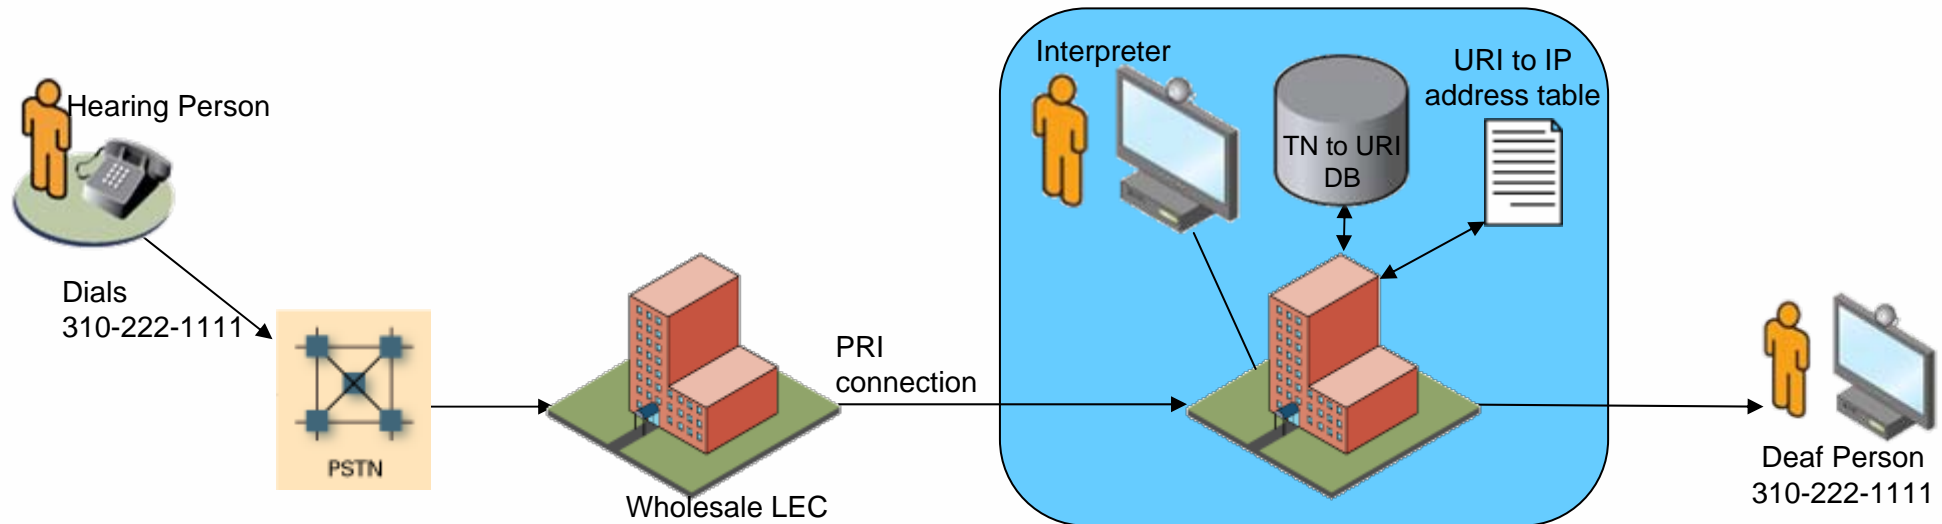 Hearing Person
Dials
310-222-1111
PSTN
Wholesale LEC
PRI
connection
Interpreter
TN to URI
DB
URI to IP
address table
Deaf Person
310-222-1111